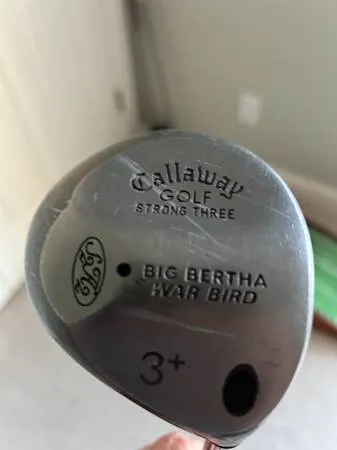 Callaway
GOLF
STRONG THREE
BIG BERTHA
WAR BIRD
3+